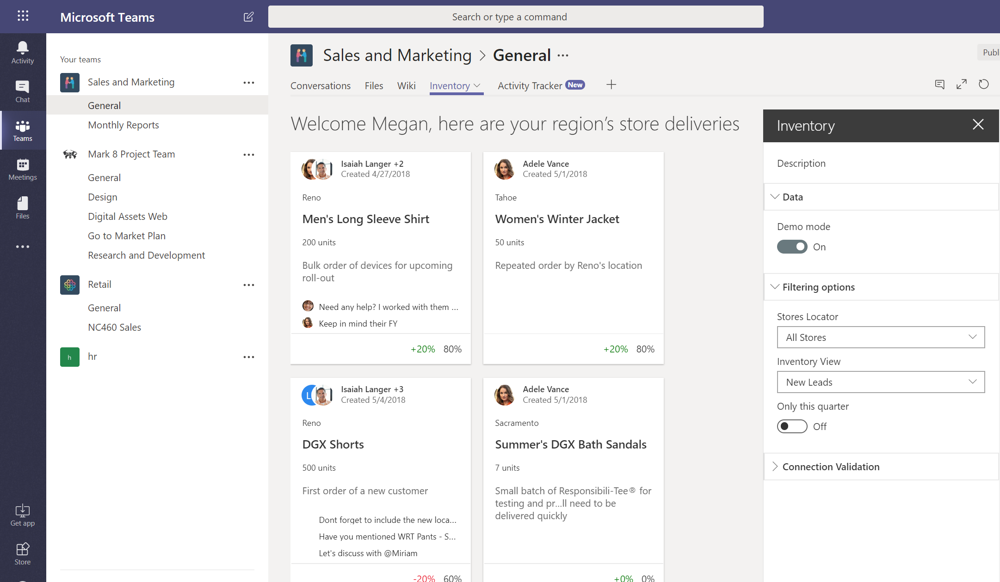 Microsoft Teams
Search or type a command
Activity
Chat
Teams
Meetings
Files
Get app
Store
Your teams
Sales and Marketing
General
Monthly Reports
Mark 8 Project Team
General
Design
Digital Assets Web
Go to Market Plan
Research and Development
Retail
General
NC460 Sales
h hr
Sales and Marketing > General
Publ
Conversations Files Wiki Inventory Activity Tracker New
Welcome Megan, here are your region’s store deliveries
Isaiah Langer +2
Created 4/27/2018
Reno
Men's Long Sleeve Shirt
200 units
Bulk order of devices for upcoming
roll-out
Need any help? I worked with them ...
Keep in mind their FY
+20% 80%
Adele Vance
Created 5/1/2018
Tahoe
Women's Winter Jacket
50 units
Repeated order by Reno's location
+20% 80%
L
Isaiah Langer +3
Created 5/4/2018
Reno
DGX Shorts
500 units
First order of a new customer
Dont forget to include the new loca...
Have you mentioned WRT Pants - S...
Let's discuss with @Miriam
-20% 60%
Adele Vance
Created 5/1/2018
Sacramento
Summer's DGX Bath Sandals
7 units
Small batch of Responsibili-Tee® for
testing and pr...ll need to be
delivered quickly
+0% 0%
Inventory
Description
Data
Demo mode
On
Filtering options
Stores Locator
All Stores
Inventory View
New Leads
Only this quarter
Off
Connection Validation